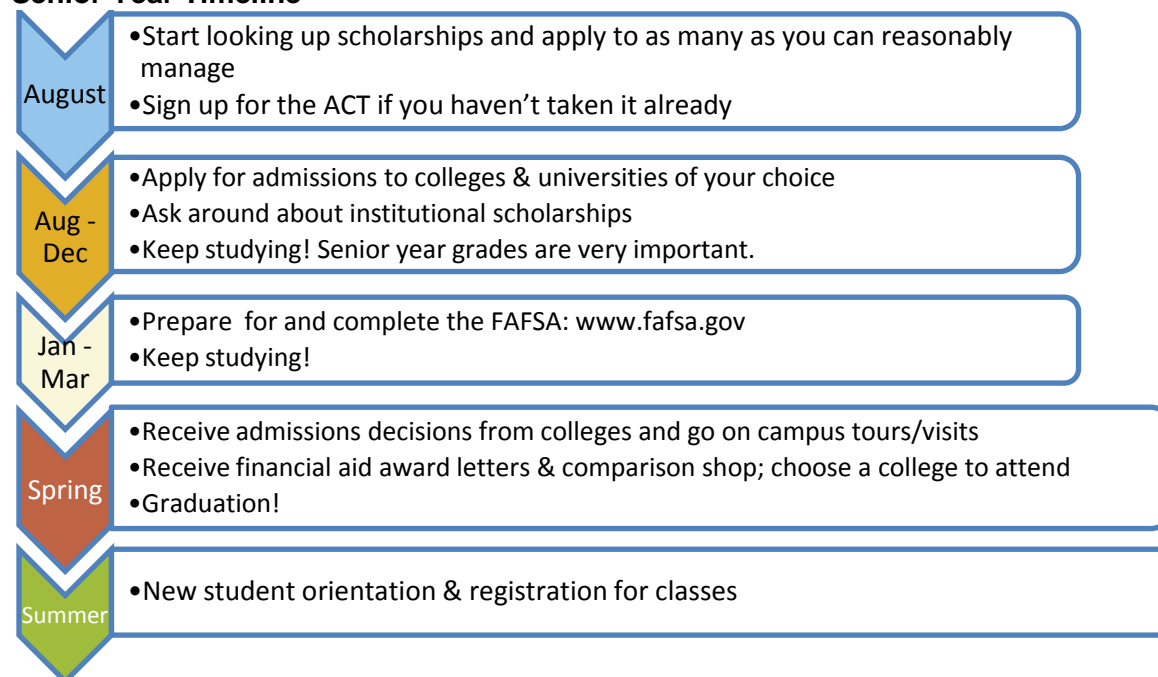 Senior Year Timeline
August
•Start looking up scholarships and apply to as many as you can reasonably
manage
•Sign up for the ACT if you haven’t taken it already
Aug -
Dec
•Apply for admissions to colleges & universities of your choice
•Ask around about institutional scholarships
•Keep studying! Senior year grades are very important.
Jan -
Mar
•Prepare for and complete the FAFSA: www.fafsa.gov
•Keep studying!
Spring
•Receive admissions decisions from colleges and go on campus tours/visits
•Receive financial aid award letters & comparison shop; choose a college to attend
•Graduation!
Summer
•New student orientation & registration for classes